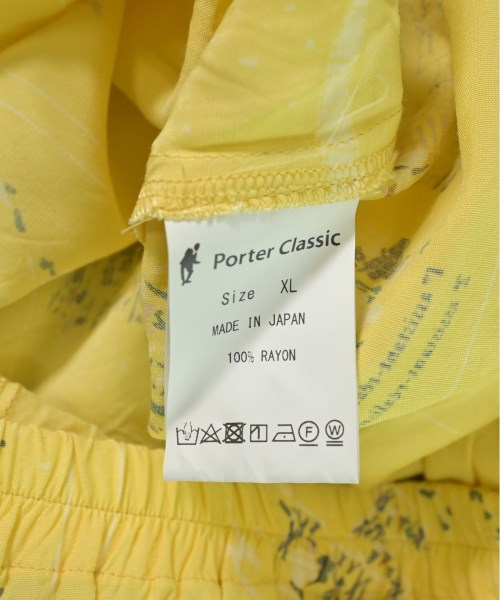 Porter Classic
Size XL
MADE IN JAPAN
100% RAYON
F W